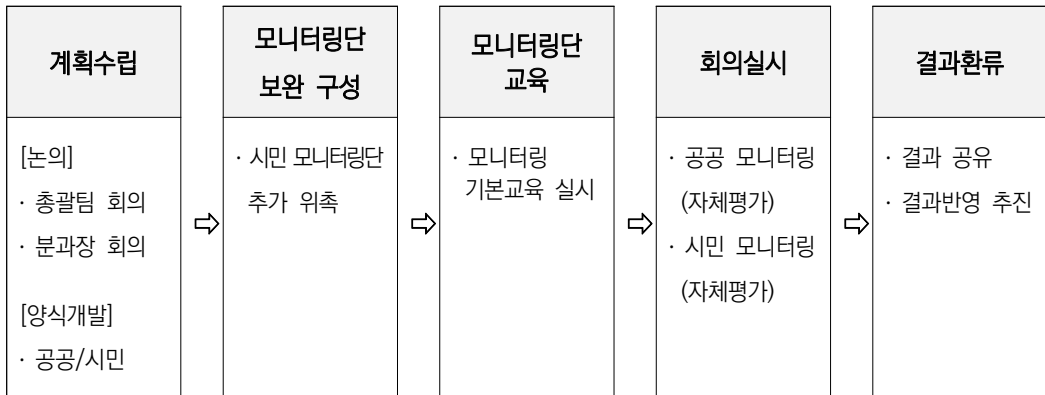 계획수립
[논의]
· 총괄팀 회의
· 분과장 회의
[양식개발]
· 공공/시민
⇨
모니터링단
보완 구성
· 시민 모니터링단
추가 위촉
⇨
모니터링단
교육
· 모니터링
기본교육 실시
⇨
회의실시
· 공공 모니터링
(자체평가)
· 시민 모니터링
(자체평가)
⇨
결과환류
· 결과 공유
· 결과반영 추진